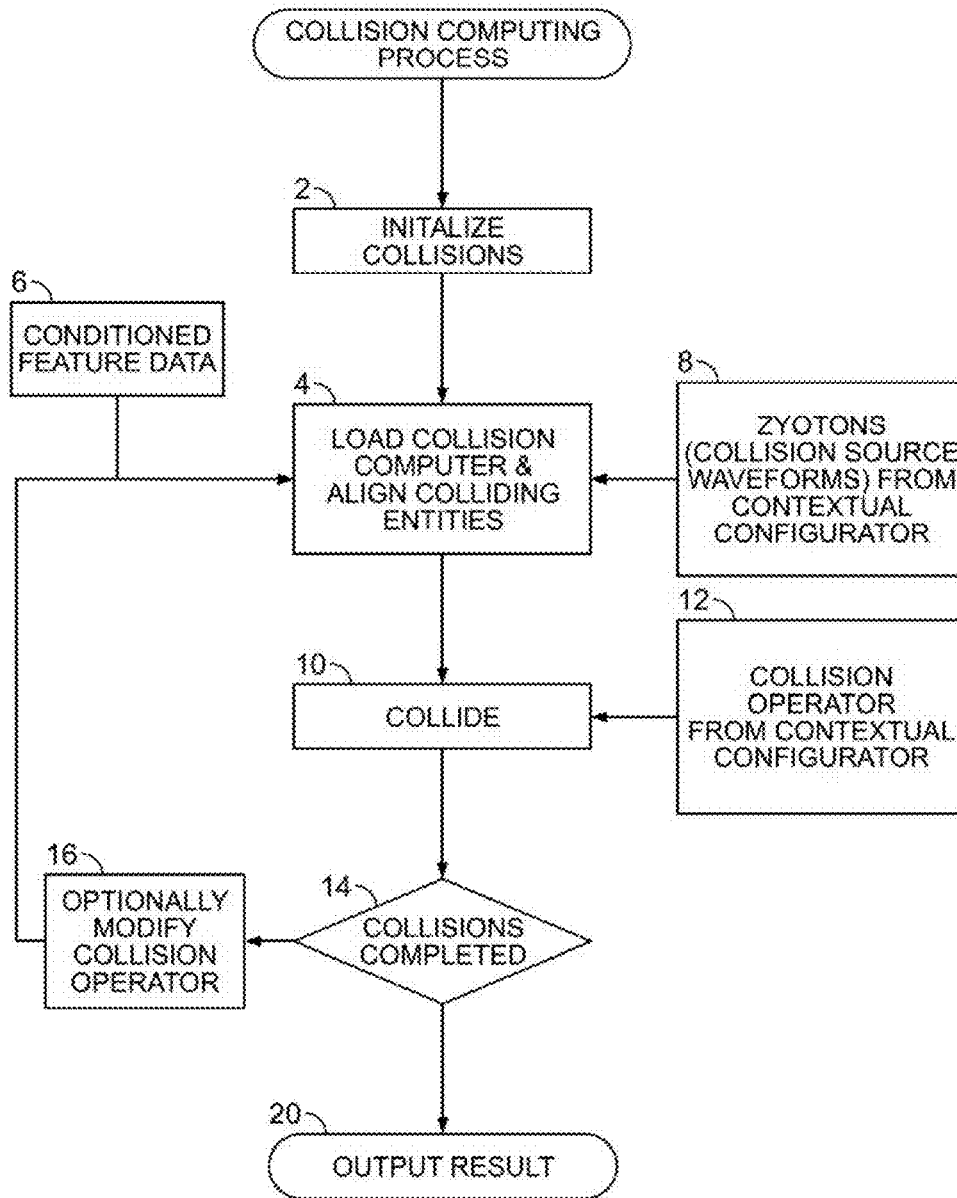 COLLISION COMPUTING
PROCESS
2
INITALIZE
COLLISIONS
6
CONDITIONED
FEATURE DATA
4
LOAD COLLISION
COMPUTER &
ALIGN COLLIDING
ENTITIES
8
ZYOTONS
(COLLISION SOURCE
WAVEFORMS) FROM
CONTEXTUAL
CONFIGURATOR
10
COLLIDE
12
COLLISION
OPERATOR
FROM CONTEXTUAL
CONFIGURATOR
16
OPTIONALLY
MODIFY
COLLISION
OPERATOR
14
COLLISIONS
COMPLETED
20
OUTPUT RESULT